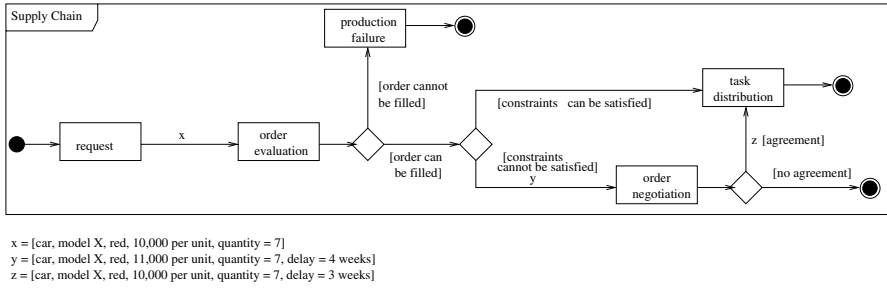 Supply Chain
production
failure
[order cannot
be filled]
[constraints can be satisfied]
task
distribution
request
x
order
evaluation
[order can
be filled]
[constraints
cannot be satisfied]
y
order
negotiation
z [agreement]
[no agreement]
x = [car, model X, red, 10,000 per unit, quantity = 7]
y = [car, model X, red, 11,000 per unit, quantity = 7, delay = 4 weeks]
z = [car, model X, red, 10,000 per unit, quantity = 7, delay = 3 weeks]